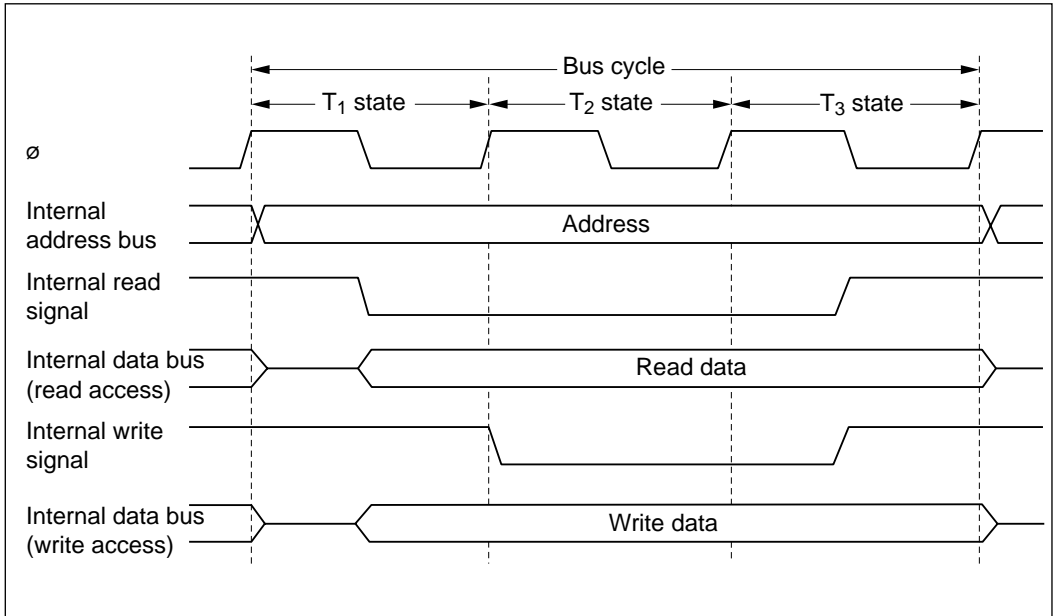 Bus cycle
T₁ state
T₂ state
T₃ state
ø
Internal
address bus
Address
Internal read
signal
Internal data bus
(read access)
Read data
Internal write
signal
Internal data bus
(write access)
Write data